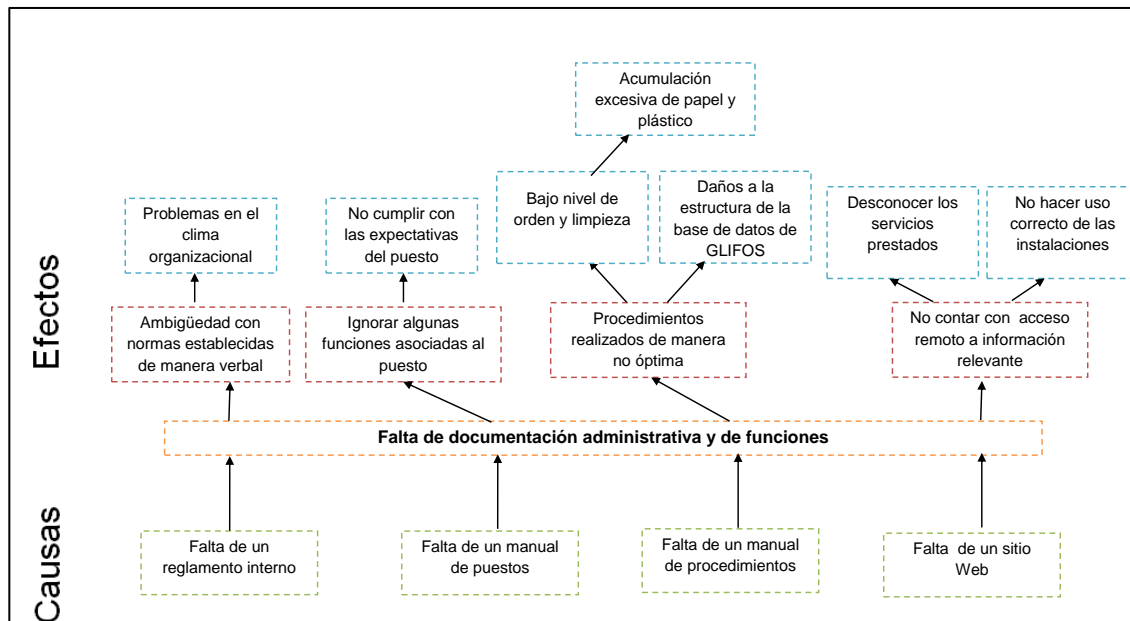 Acumulación
excesiva de papel y
plástico
Bajo nivel de
orden y limpieza
Daños a la
estructura de la
base de datos de
GLIFOS
Problemas en el
clima
organizacional
No cumplir con
las expectativas
del puesto
Desconocer los
servicios
prestados
No hacer uso
correcto de las
instalaciones
Efectos
Ambigüedad con
normas establecidas
de manera verbal
Ignorar algunas
funciones asociadas al
puesto
Procedimientos
realizados de manera
no óptima
No contar con acceso
remoto a información
relevante
Falta de documentación administrativa y de funciones
Causas
Falta de un
reglamento interno
Falta de un manual
de puestos
Falta de un manual
de procedimientos
Falta de un sitio
Web